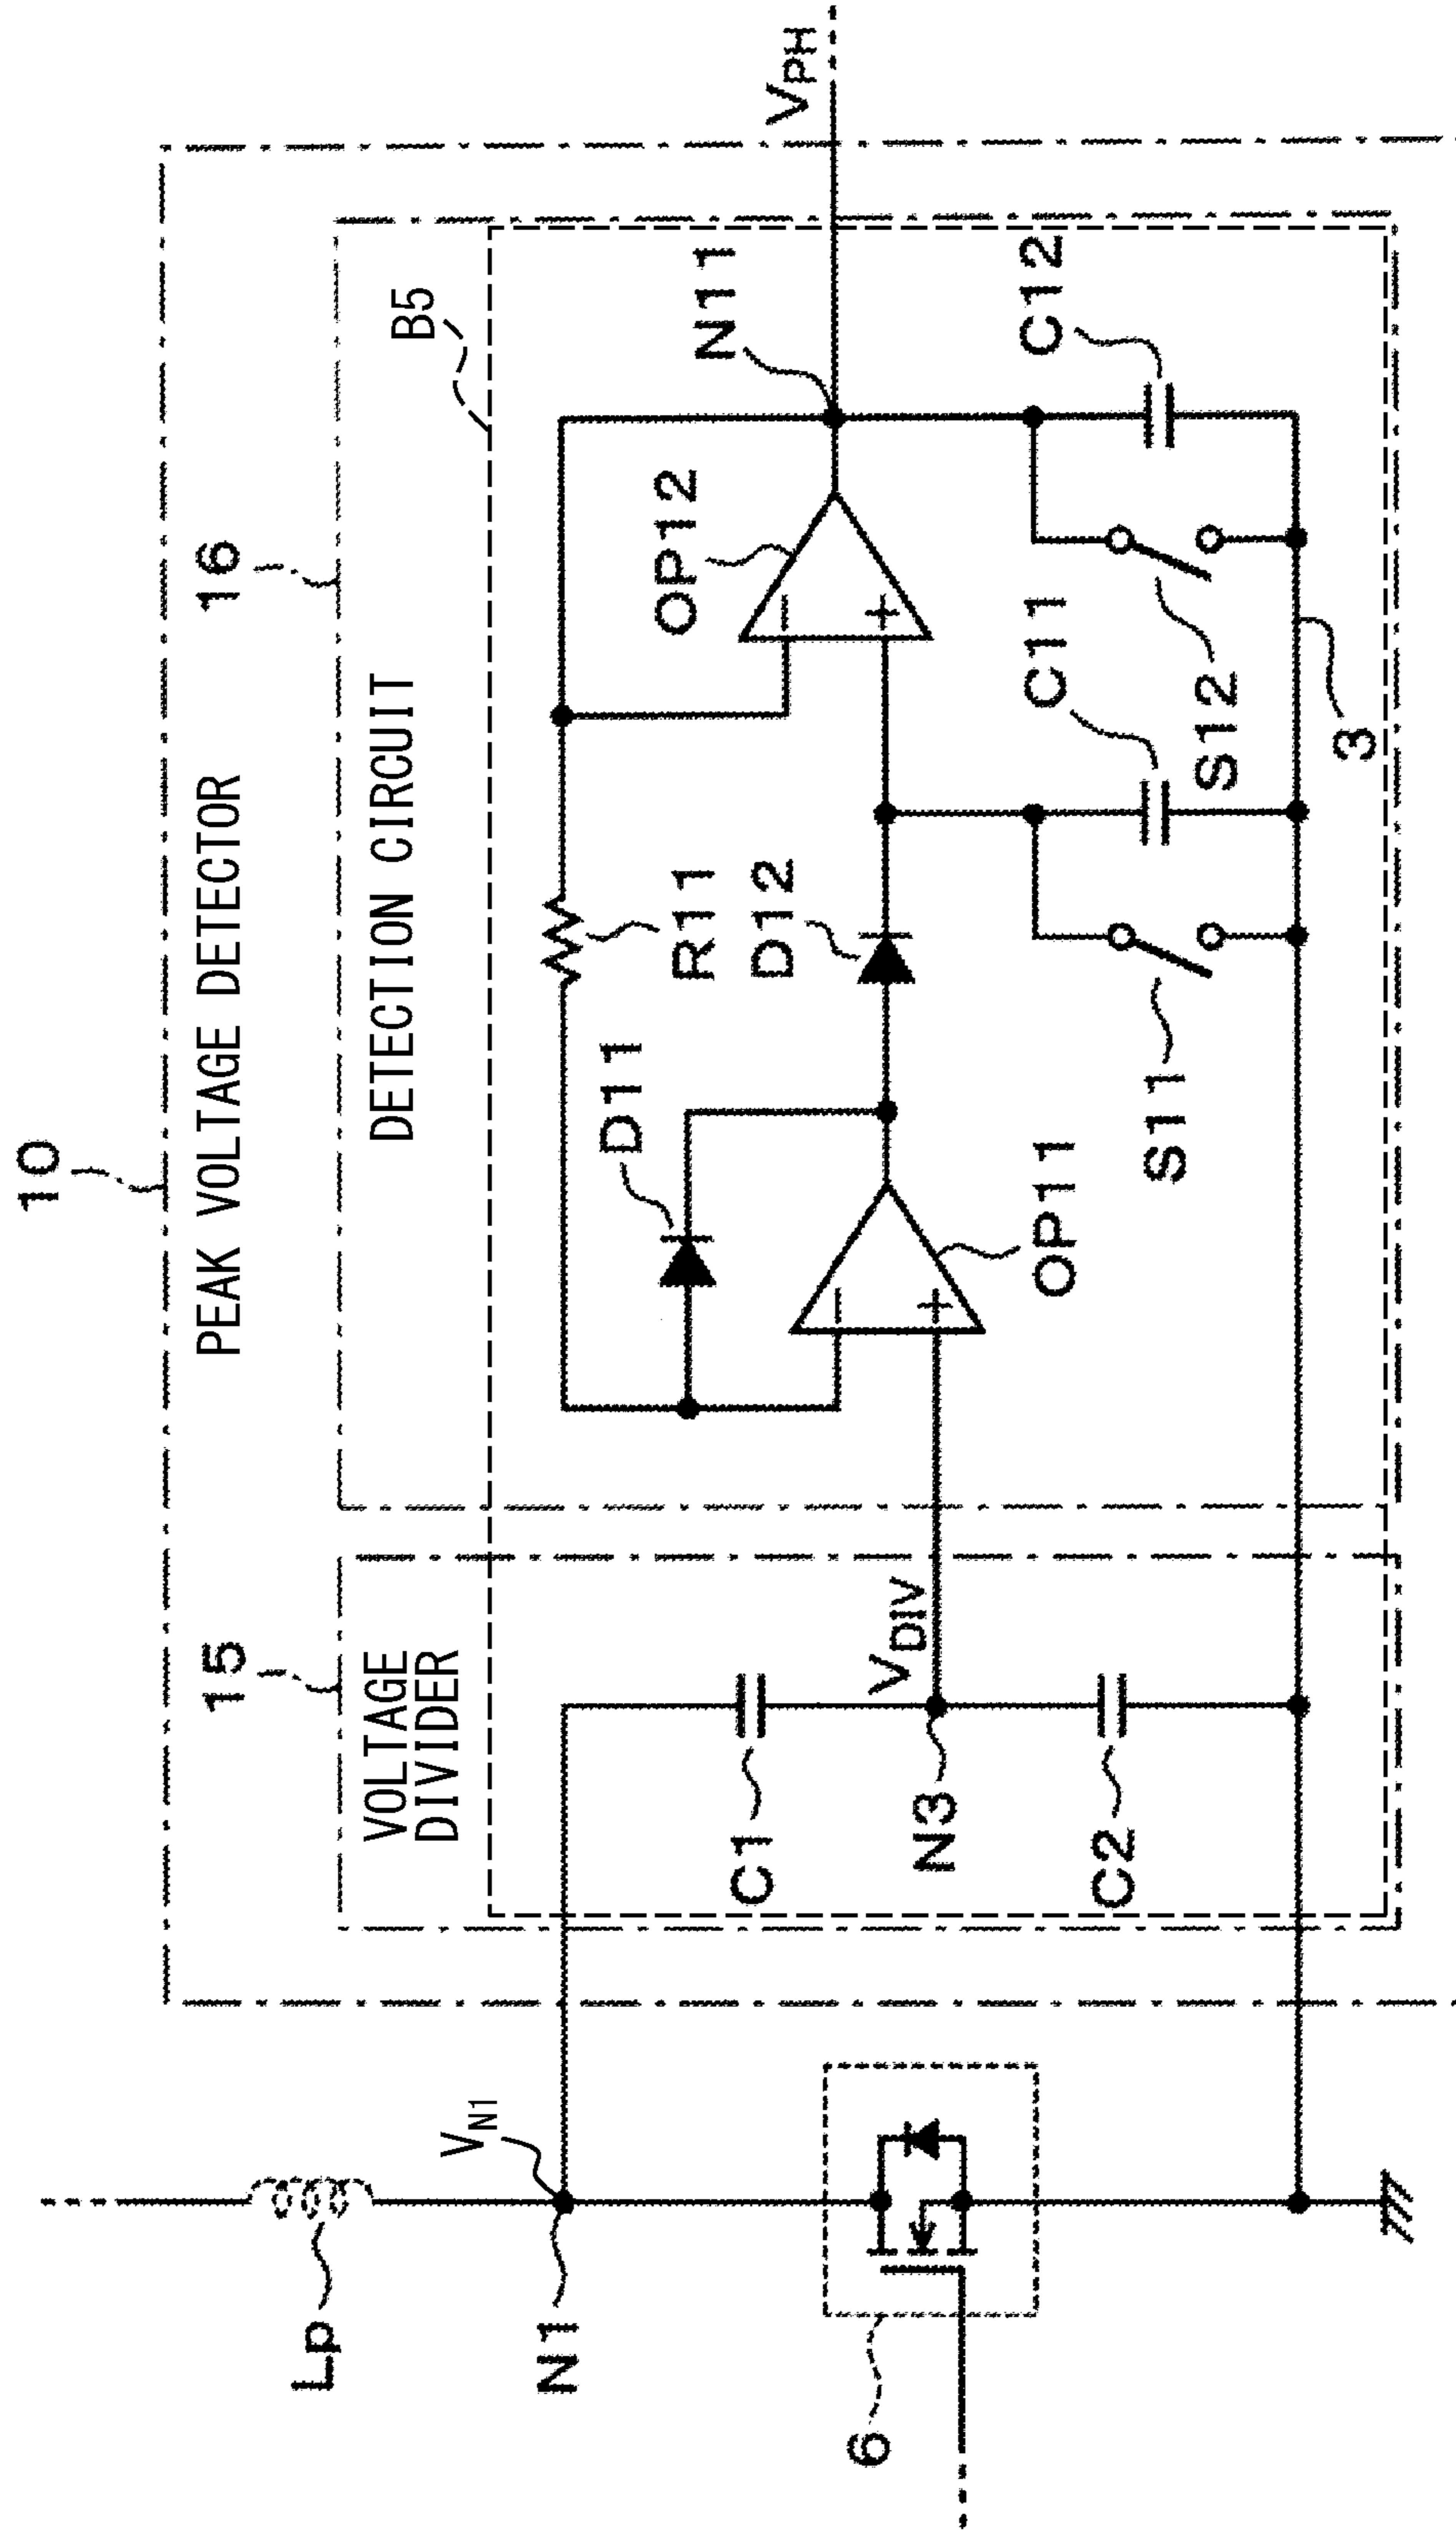 10
PEAK VOLTAGE DETECTOR
15
16
VOLTAGE
DIVIDER
DETECTION CIRCUIT
B5
Lp
VN1
N1
6
C1
N3
VDIV
C2
D11
OP11
R11
D12
S11
C11
OP12
N11
S12
C12
3
VPH
−
+
−
+